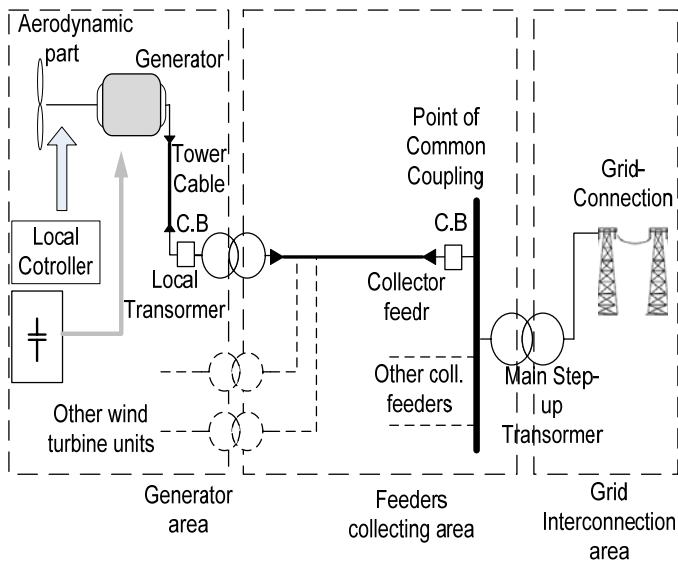 Aerodynamic
part
Generator
Tower
Cable
C.B
Local
Cotroller
Local
Transormer
Other wind
turbine units
Generator
area
Point of
Common
Coupling
C.B
Collector
feedr
Other coll.
feeders
Feeders
collecting area
Grid-
Connection
Main Step-
up
Transormer
Grid
Interconnection
area